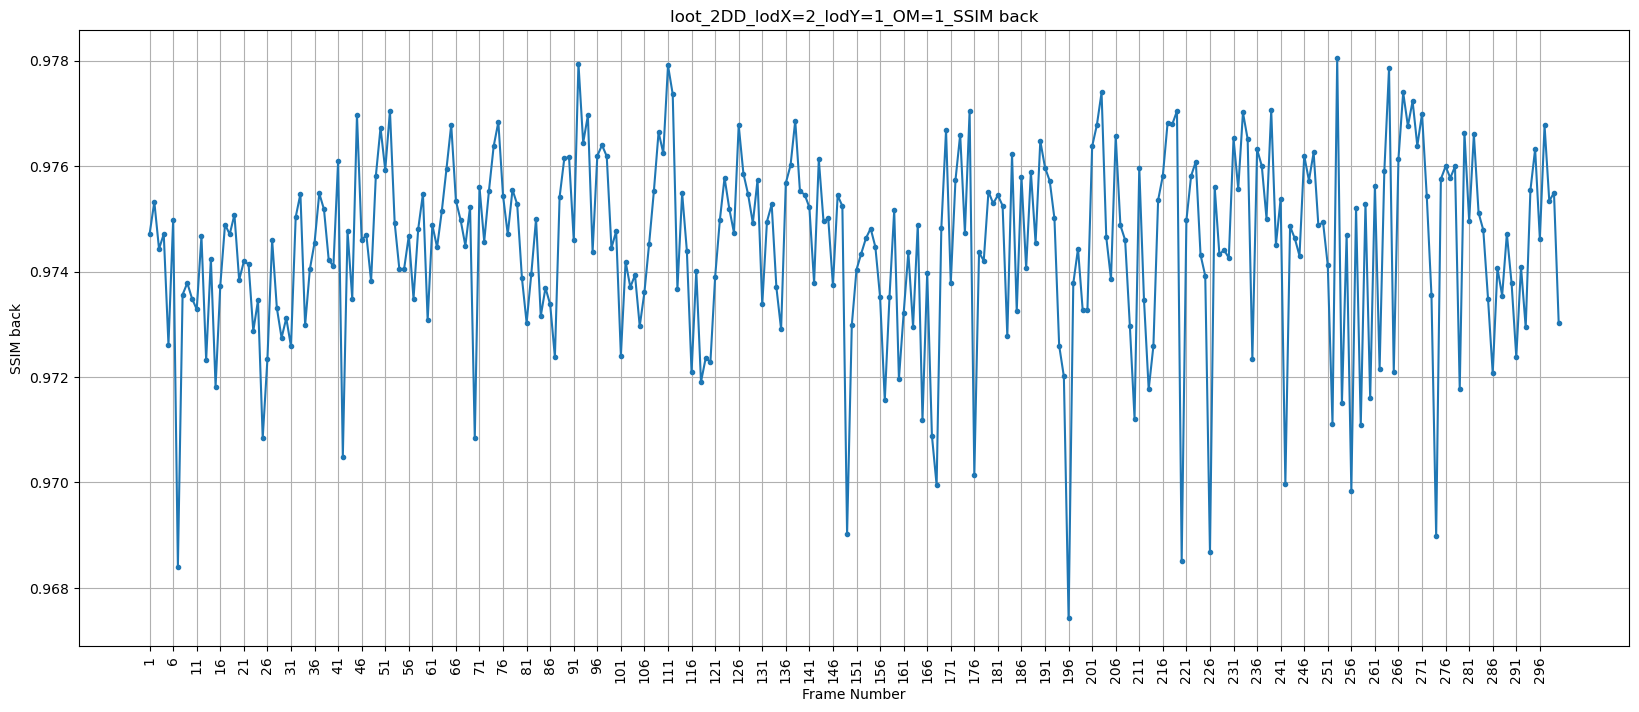 loot_2DD_lodX=2_lodY=1_OM=1_SSIM back
SSIM back
0.978
0.976
0.974
0.972
0.970
0.968
1 6 11 16 21 26 31 36 41 46 51 56 61 66 71 76 81 86 91 96 101 106 111 116 121 126 131 136 141 146 151 156 161 166 171 176 181 186 191 196 201 206 211 216 221 226 231 236 241 246 251 256 261 266 271 276 281 286 291 296
Frame Number